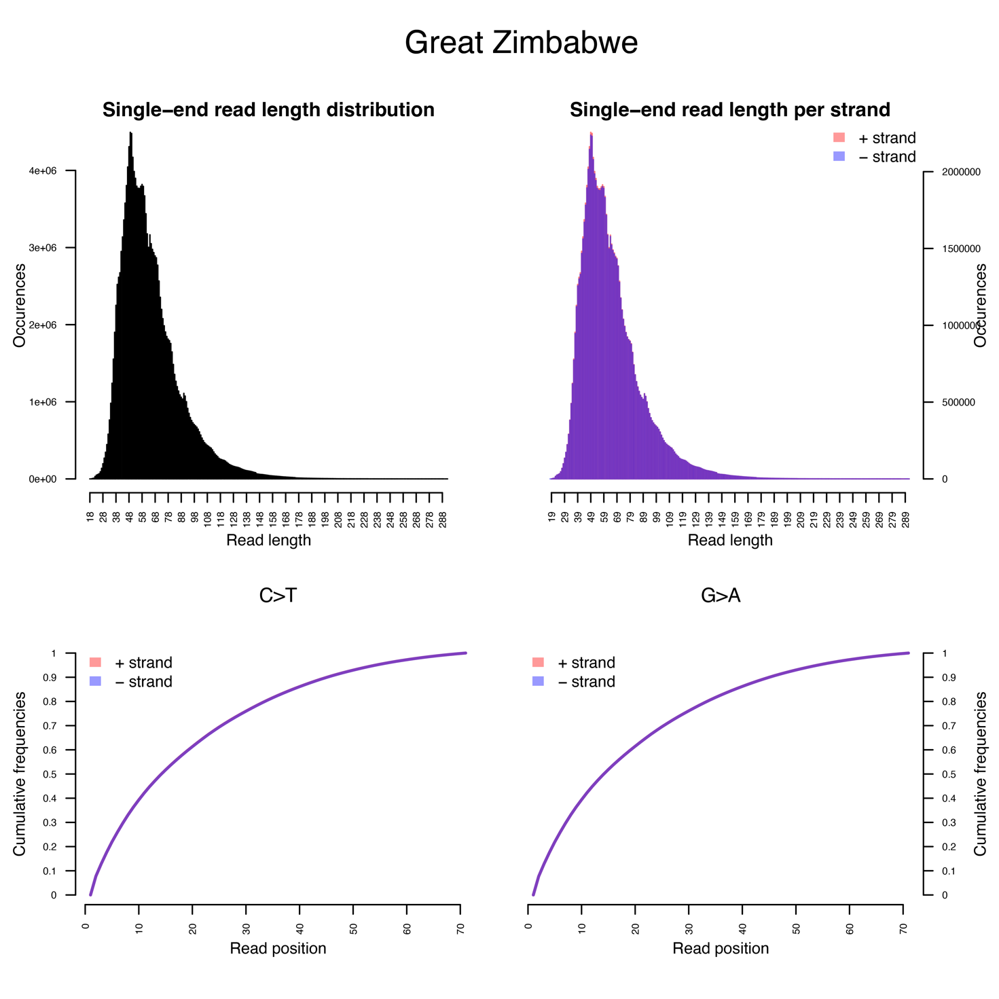 Great Zimbabwe
Single−end read length distribution
Occurences
4e+06
3e+06
2e+06
1e+06
0e+00
18 28 38 48 58 68 78 88 98 108 118 128 138 148 158 168 178 188 198 208 218 228 238 248 258 268 278 288
Read length
Single−end read length per strand
+ strand
− strand
2000000
1500000
1000000
500000
0
Occurences
19 29 39 49 59 69 79 89 99 109 119 129 139 149 159 169 179 189 199 209 219 229 239 249 259 269 279 289
Read length
C>T
+ strand
− strand
Cumulative frequencies
1
0.9
0.8
0.7
0.6
0.5
0.4
0.3
0.2
0.1
0
0 10 20 30 40 50 60 70
Read position
G>A
+ strand
− strand
1
0.9
0.8
0.7
0.6
0.5
0.4
0.3
0.2
0.1
0
Cumulative frequencies
0 10 20 30 40 50 60 70
Read position